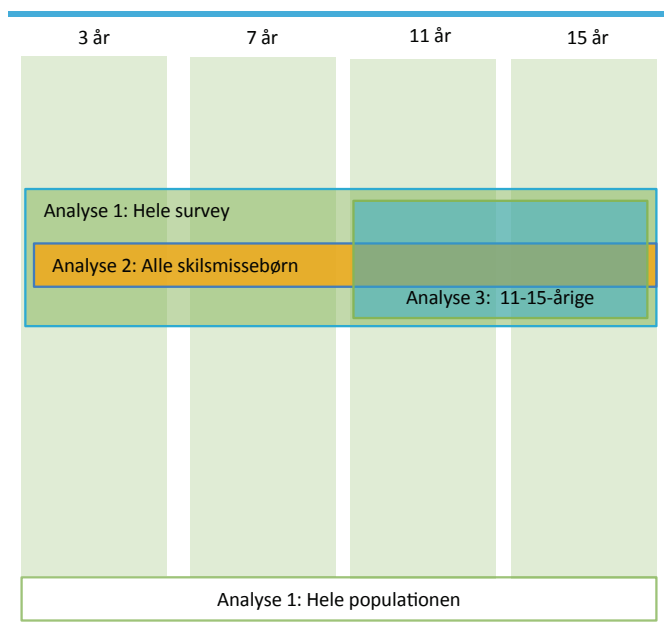 3 år 7 år 11 år 15 år
Analyse 1: Hele survey
Analyse 2: Alle skilsmissebørn
Analyse 3: 11-15-årige
Analyse 1: Hele populationen